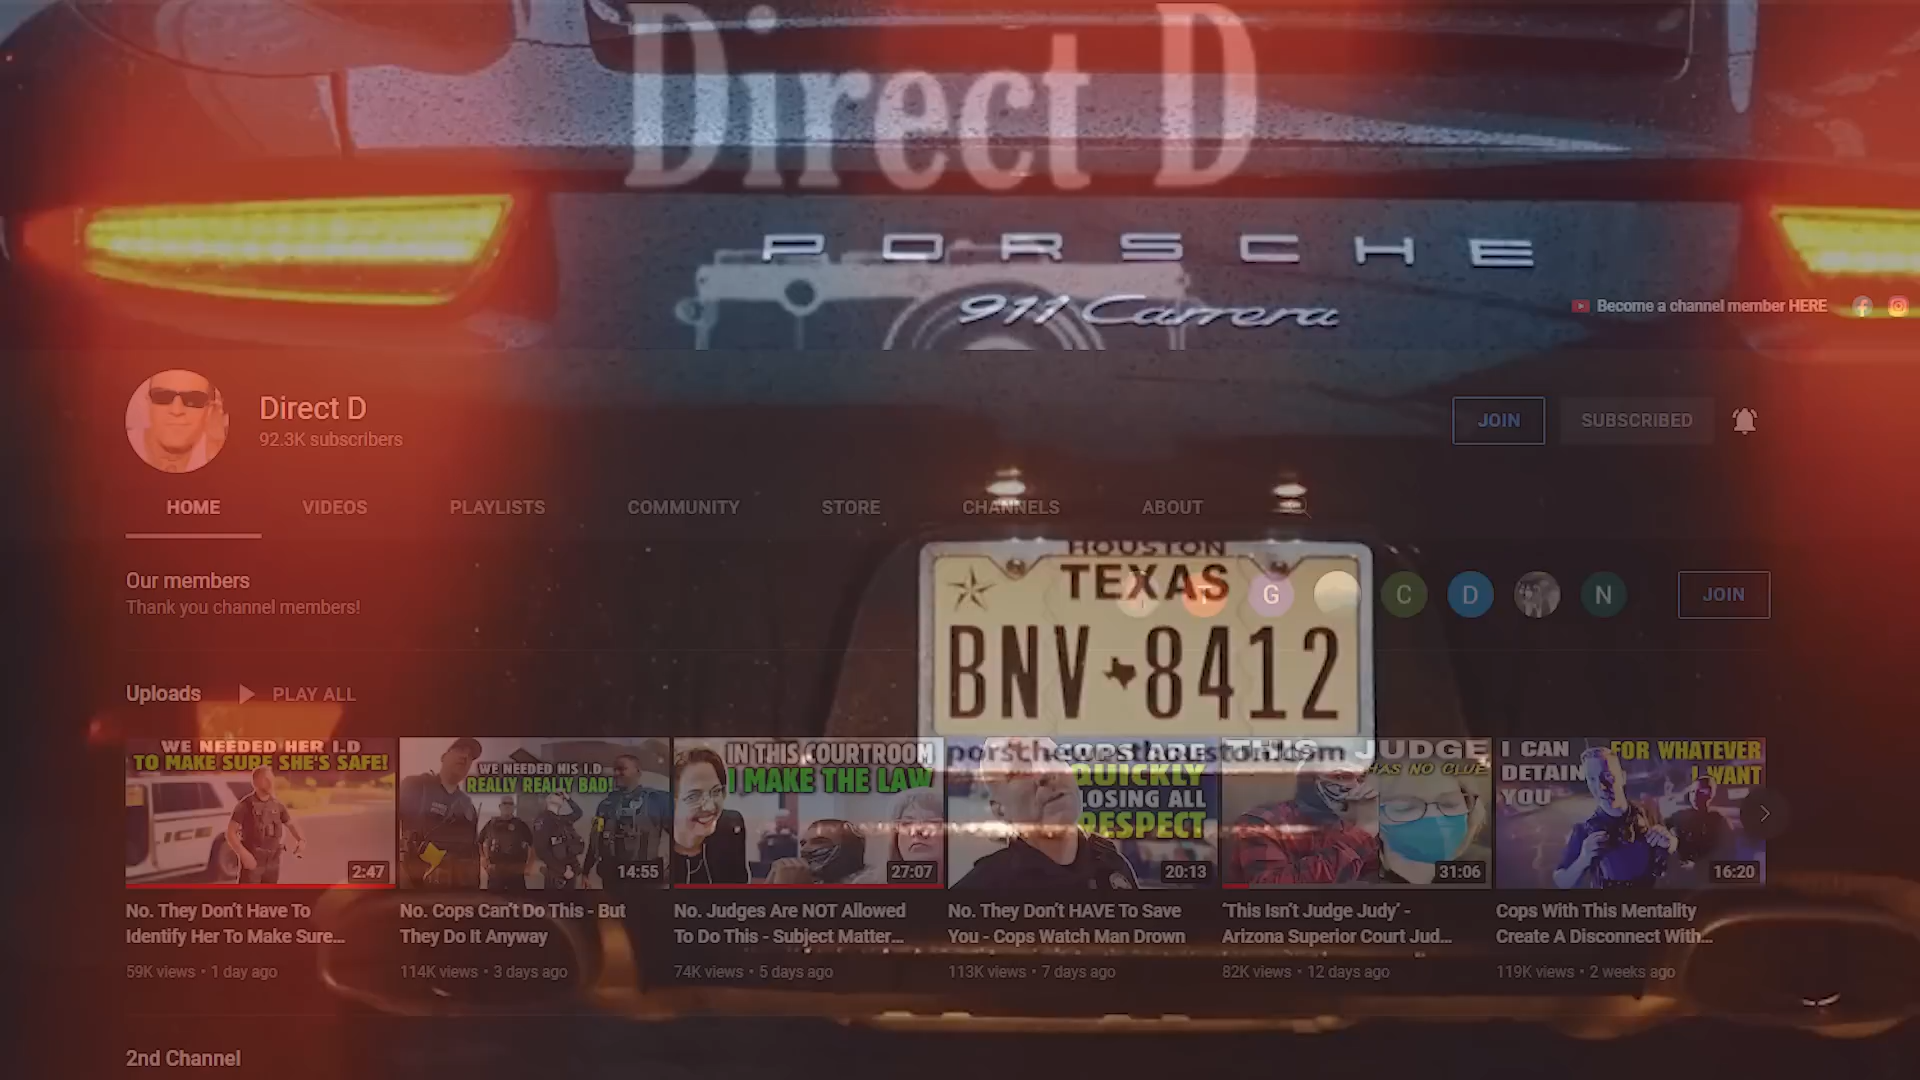 Direct D
PORSCHE
911 Carrera
Become a channel member HERE
Direct D
92.3K subscribers
JOIN
SUBSCRIBED
HOME
VIDEOS
PLAYLISTS
COMMUNITY
STORE
CHANNELS
ABOUT
HOUSTON
TEXAS
BNV 8412
Our members
Thank you channel members!
G
C
D
N
JOIN
Uploads
PLAY ALL
WE NEEDED HER I.D
TO MAKE SURE SHE'S SAFE!
ICE
2:47
WE NEEDED HIS I.D
REALLY REALLY BAD!
14:55
IN THIS COURTROOM
I MAKE THE LAW
27:07
COPS ARE
QUICKLY
LOSING ALL
RESPECT
20:13
THIS JUDGE
HAS NO CLUE
31:06
I CAN
DETAIN
YOU
FOR WHATEVER
I WANT
16:20
No. They Don't Have To
Identify Her To Make Sure...
59K views • 1 day ago
No. Cops Can't Do This - But
They Do It Anyway
114K views • 3 days ago
No. Judges Are NOT Allowed
To Do This - Subject Matter...
74K views • 5 days ago
No. They Don't HAVE To Save
You - Cops Watch Man Drown
113K views • 7 days ago
'This Isn't Judge Judy' -
Arizona Superior Court Jud...
82K views • 12 days ago
Cops With This Mentality
Create A Disconnect With...
119K views • 2 weeks ago
2nd Channel